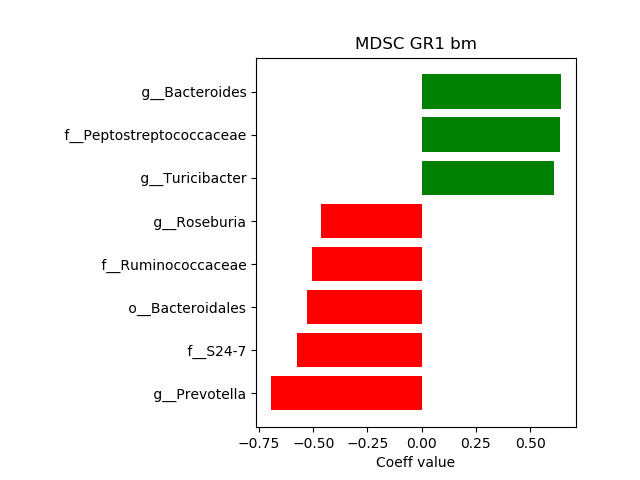 MDSC GR1 bm
g__Bacteroides
f__Peptostreptococcaceae
g__Turicibacter
g__Roseburia
f__Ruminococcaceae
o__Bacteroidales
f__S24-7
g__Prevotella
−0.75 −0.50 −0.25 0.00 0.25 0.50
Coeff value